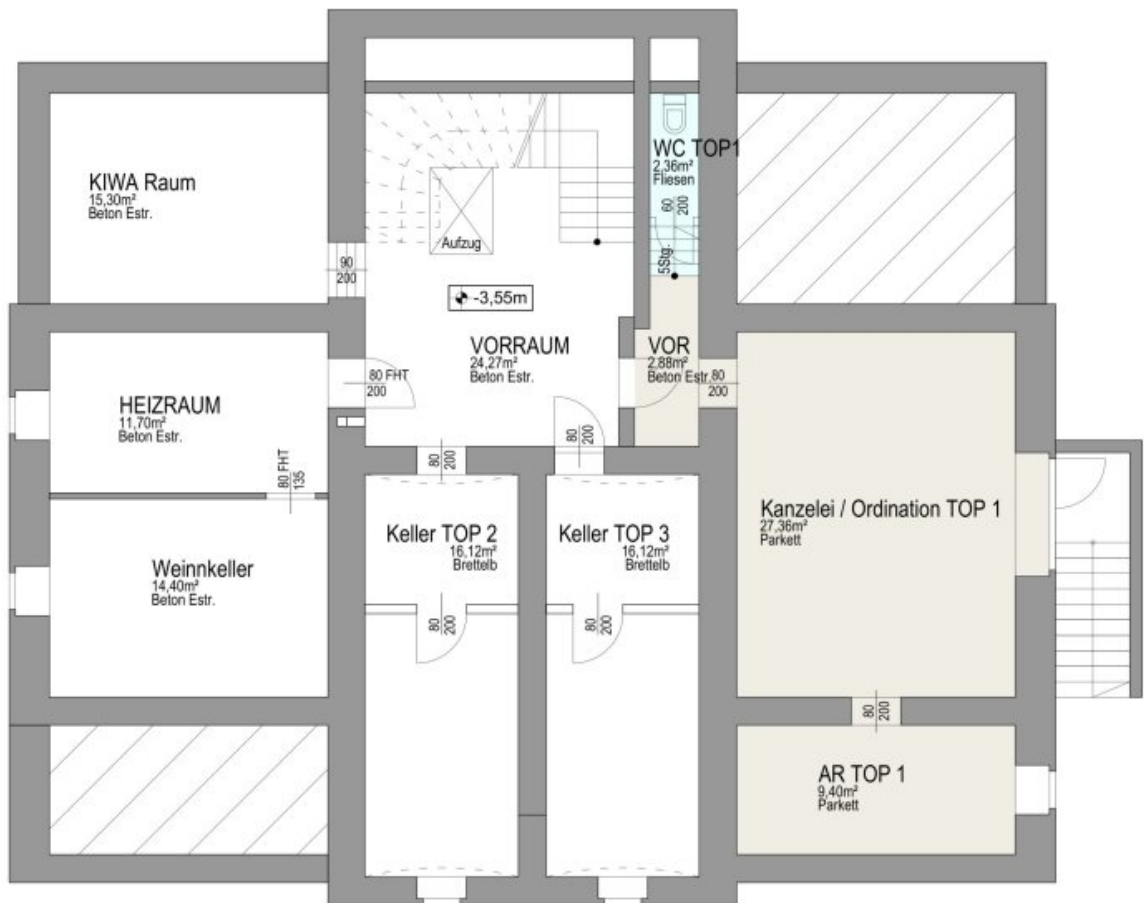 WC TOP1
2,36m²
Fliesen
60
200
5Stg.
KIWA Raum
15,30m²
Beton Estr.
Aufzug
90
200
-3,55m
VORRAUM
24,27m²
Beton Estr.
VOR
2,88m²
Beton Estr.
80
200
80 FHT
200
HEIZRAUM
11,70m²
Beton Estr.
80 FHT
135
80
200
80
200
Weinnkeller
14,40m²
Beton Estr.
Keller TOP 2
16,12m²
Brettelb
80
200
Keller TOP 3
16,12m²
Brettelb
80
200
Kanzelei / Ordination TOP 1
27,36m²
Parkett
80
200
AR TOP 1
9,40m²
Parkett